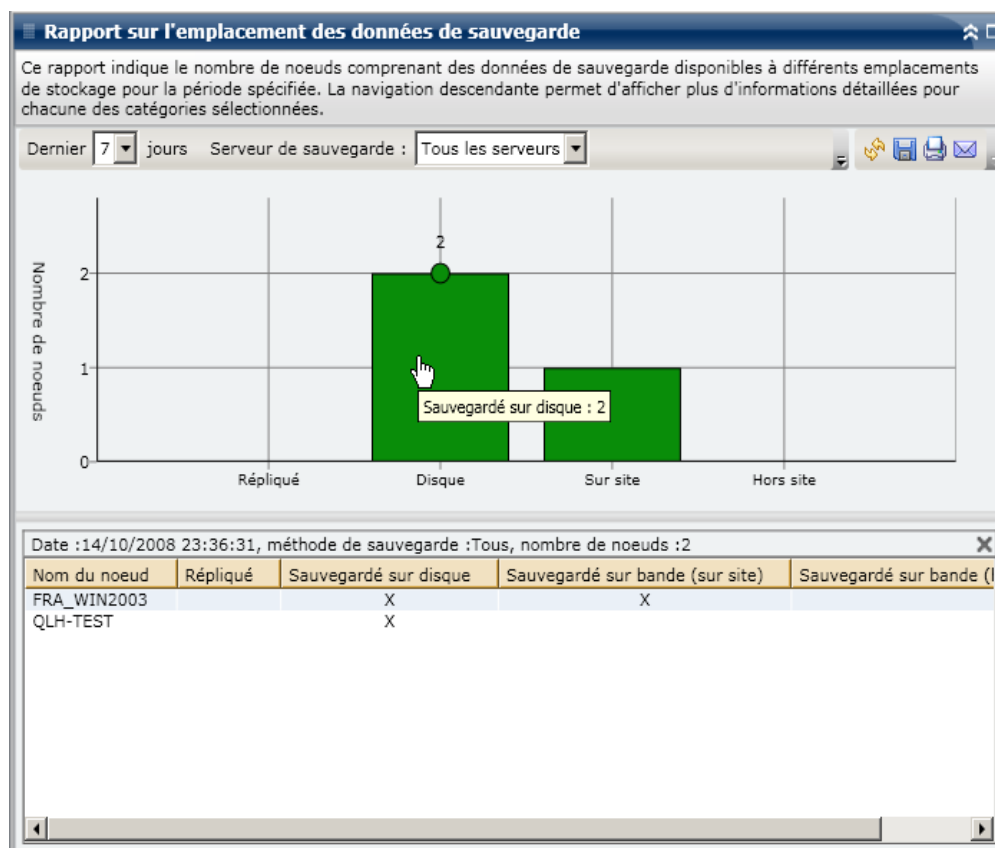 Rapport sur l'emplacement des données de sauvegarde
Ce rapport indique le nombre de noeuds comprenant des données de sauvegarde disponibles à différents emplacements
de stockage pour la période spécifiée. La navigation descendante permet d'afficher plus d'informations détaillées pour
chacune des catégories sélectionnées.
Dernier 7 jours Serveur de sauvegarde : Tous les serveurs
Nombre de noeuds
2
2
1
0
Sauvegardé sur disque : 2
Répliqué Disque Sur site Hors site
Date :14/10/2008 23:36:31, méthode de sauvegarde :Tous, nombre de noeuds :2
Nom du noeud Répliqué Sauvegardé sur disque Sauvegardé sur bande (sur site) Sauvegardé sur bande (
FRA_WIN2003 X X
QLH-TEST X